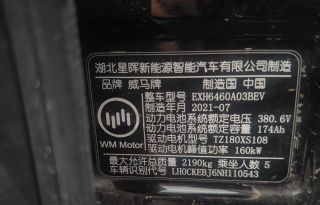 湖北星晖新能源智能汽车有限公司制造
品牌 威马牌 制造国 中国
整车型号 EXH6460A03BEV
制造年月 2021-07
动力电池系统额定电压 380.6V
动力电池系统额定容量 174Ah
驱动电机型号 TZ180XS108
驱动电机峰值功率 160kW
WM Motor
最大允许总质量 2190kg 乘坐人数 5
车辆识别代号 LHOCKEBJ6NH110543